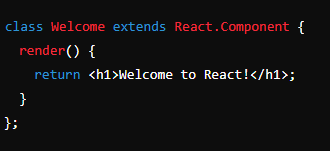 class Welcome extends React.Component {
  render() {
    return <h1>Welcome to React!</h1>;
  }
};